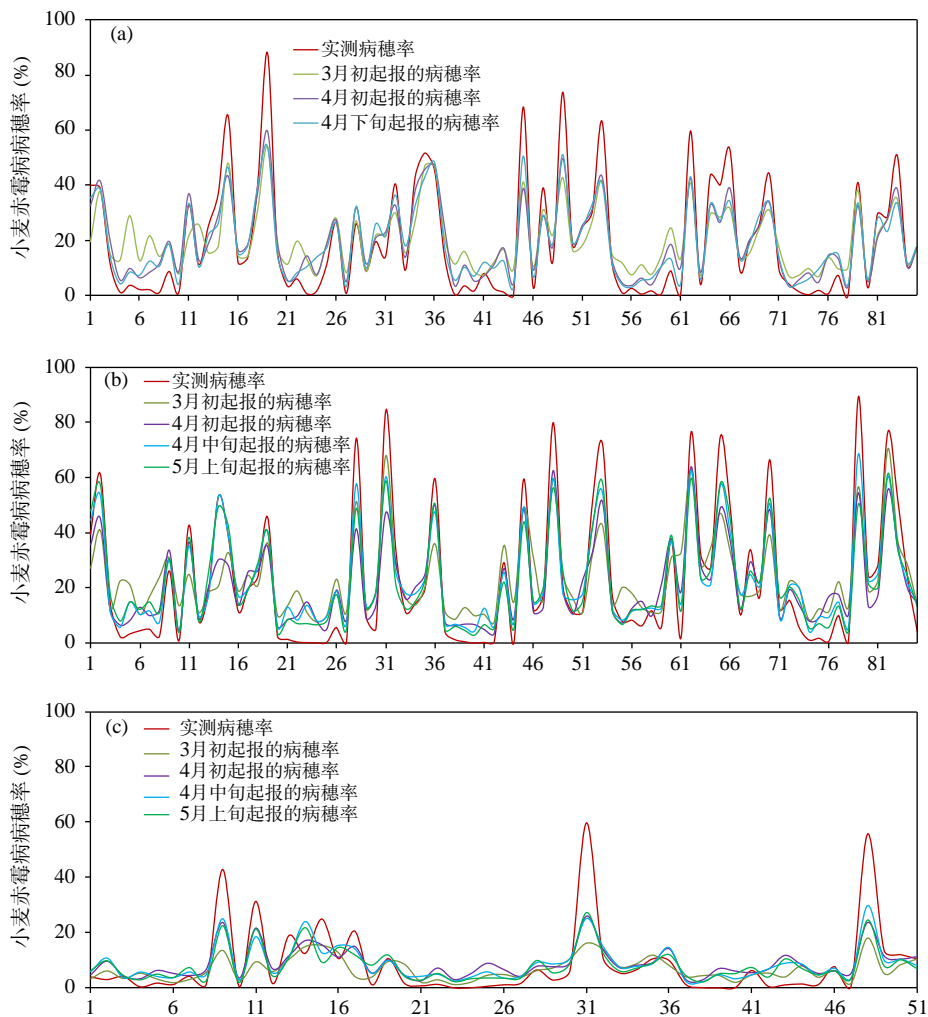 (a)
小麦赤霉病病穗率 (%)
100
80
60
40
20
0
实测病穗率
3月初起报的病穗率
4月初起报的病穗率
4月下旬起报的病穗率
1 6 11 16 21 26 31 36 41 46 51 56 61 66 71 76 81
(b)
小麦赤霉病病穗率 (%)
100
80
60
40
20
0
实测病穗率
3月初起报的病穗率
4月初起报的病穗率
4月中旬起报的病穗率
5月上旬起报的病穗率
1 6 11 16 21 26 31 36 41 46 51 56 61 66 71 76 81
(c)
小麦赤霉病病穗率 (%)
100
80
60
40
20
0
实测病穗率
3月初起报的病穗率
4月初起报的病穗率
4月中旬起报的病穗率
5月上旬起报的病穗率
1 6 11 16 21 26 31 36 41 46 51